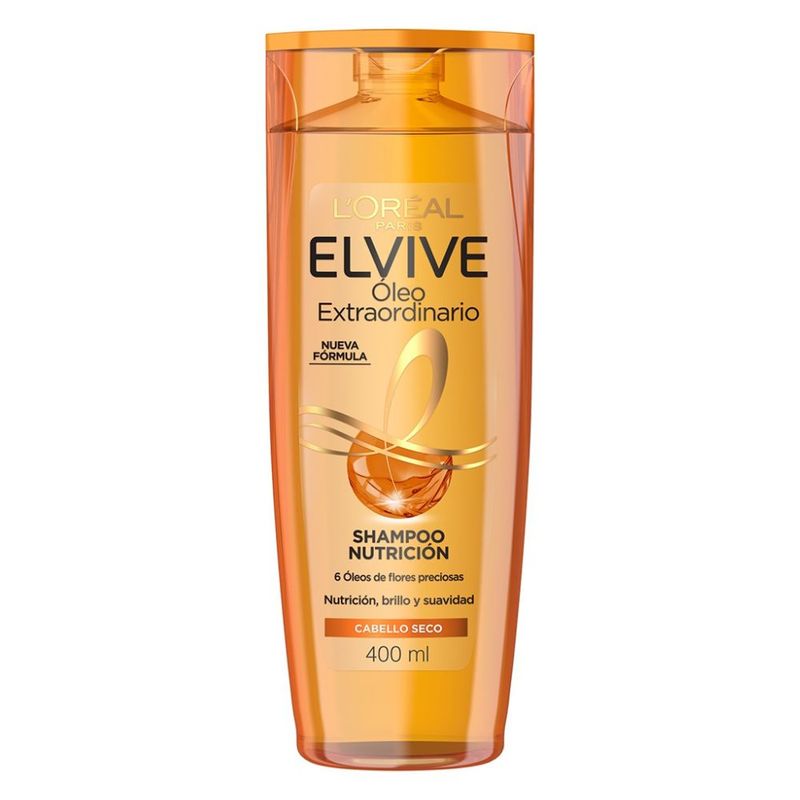 L'ORÉAL
PARIS
ELVIVE
Óleo
Extraordinario
NUEVA
FÓRMULA
SHAMPOO
NUTRICIÓN
6 Óleos de flores preciosas
Nutrición, brillo y suavidad
CABELLO SECO
400 ml